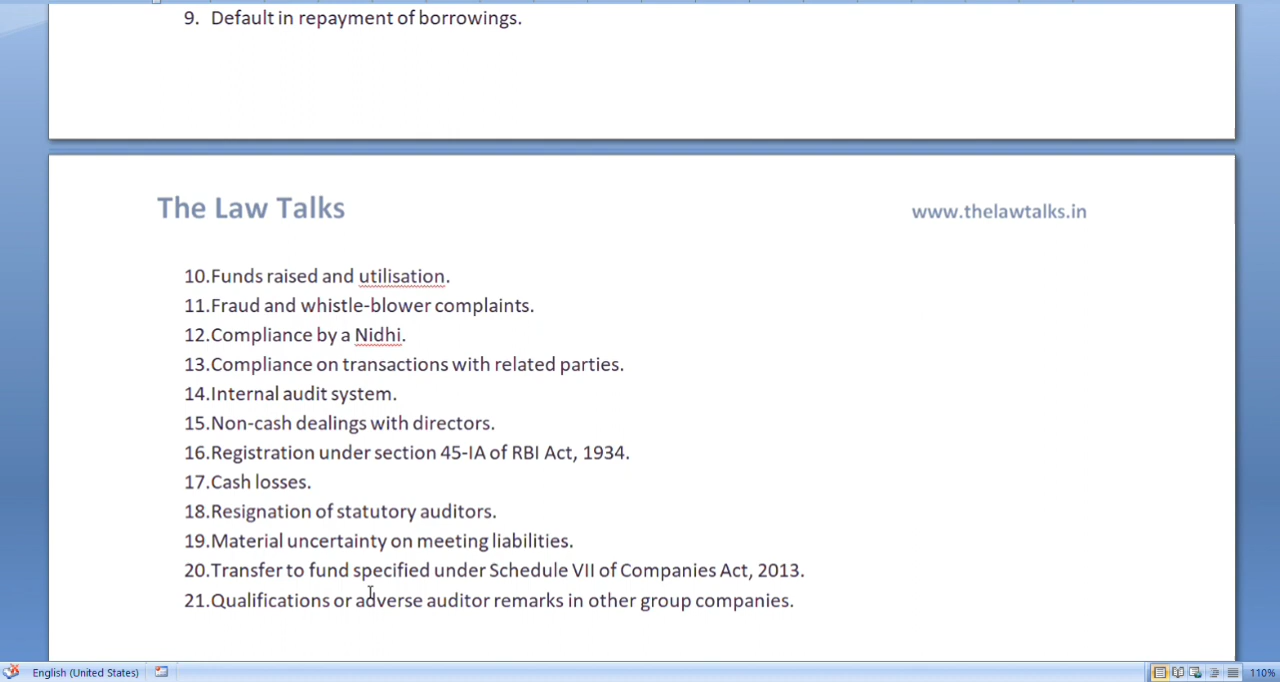 9. Default in repayment of borrowings.
The Law Talks www.thelawtalks.in
10.Funds raised and utilisation.
11.Fraud and whistle-blower complaints.
12.Compliance by a Nidhi.
13.Compliance on transactions with related parties.
14.Internal audit system.
15.Non-cash dealings with directors.
16.Registration under section 45-IA of RBI Act, 1934.
17.Cash losses.
18.Resignation of statutory auditors.
19.Material uncertainty on meeting liabilities.
20.Transfer to fund specified under Schedule VII of Companies Act, 2013.
21.Qualifications or adverse auditor remarks in other group companies.
English (United States) 110%